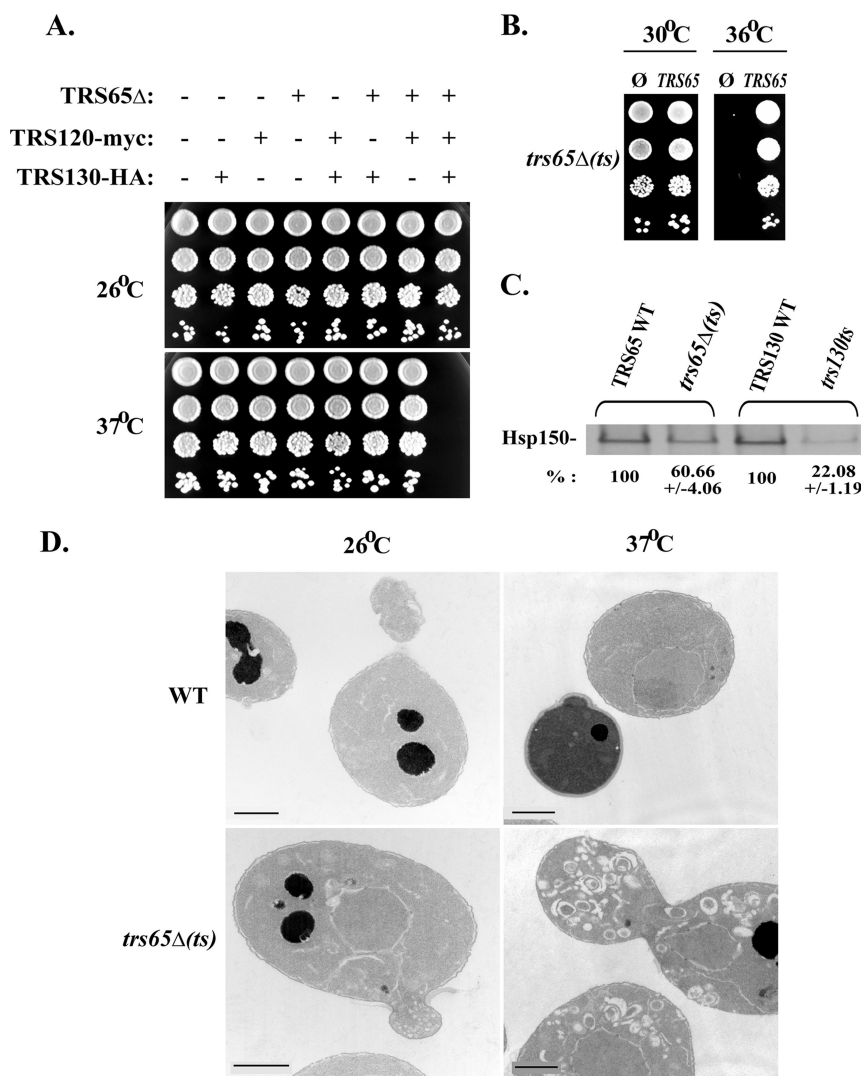 A.
TRS65Δ: - - - + - + + +
TRS120-myc: - - + - + - + +
TRS130-HA: - + - - + + - +
26⁰C
37⁰C
B.
30⁰C 36⁰C
Ø TRS65 Ø TRS65
trs65Δ(ts)
C.
TRS65 WT trs65Δ(ts) TRS130 WT trs130ts
Hsp150-
% : 100 60.66 +/-4.06 100 22.08 +/-1.19
D.
26⁰C 37⁰C
WT
trs65Δ(ts)